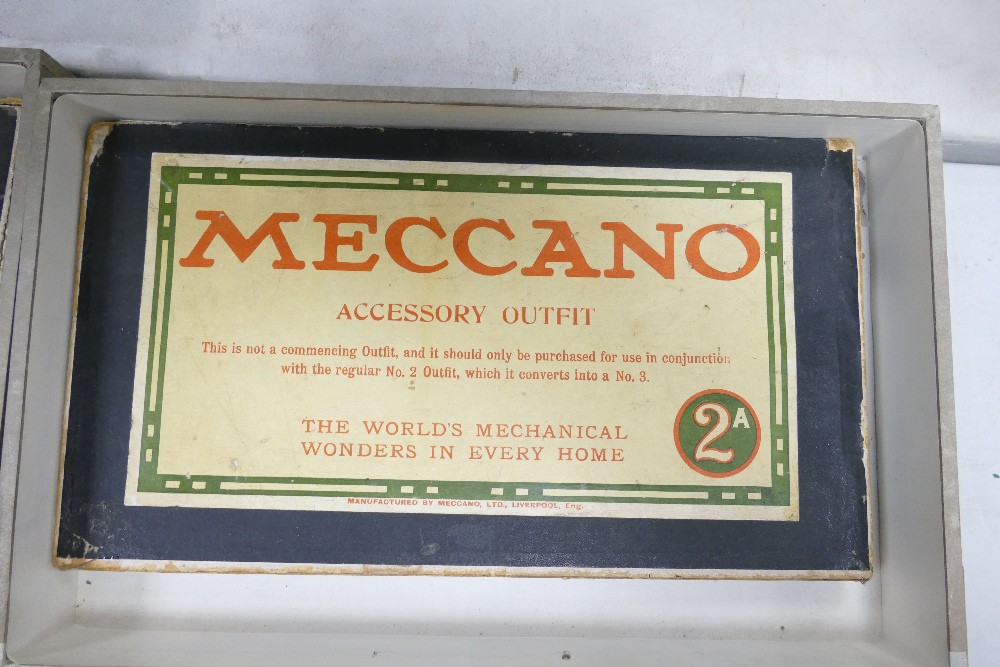 MECCANO
ACCESSORY OUTFIT
This is not a commencing Outfit, and it should only be purchased for use in conjunction
with the regular No. 2 Outfit, which it converts into a No. 3.
THE WORLD'S MECHANICAL
WONDERS IN EVERY HOME
2A
MANUFACTURED BY MECCANO, LTD., LIVERPOOL, Eng.